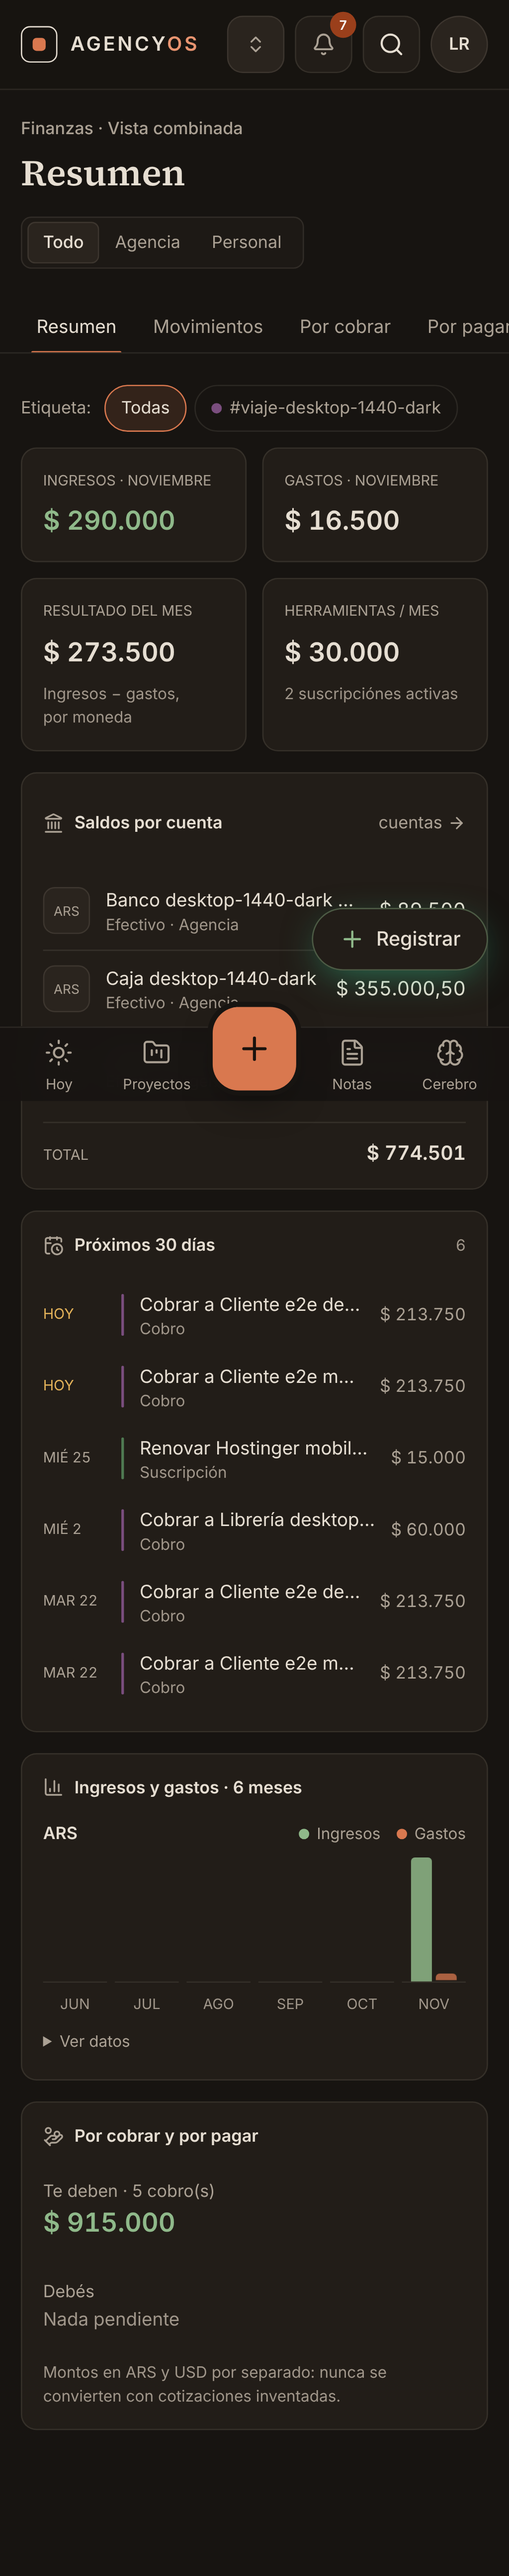 AGENCYOS
7
LR
Finanzas · Vista combinada
Resumen
Todo
Agencia
Personal
Resumen
Movimientos
Por cobrar
Por pagar
Etiqueta:
Todas
#viaje-desktop-1440-dark
INGRESOS · NOVIEMBRE
$ 290.000
GASTOS · NOVIEMBRE
$ 16.500
RESULTADO DEL MES
$ 273.500
Ingresos − gastos,
por moneda
HERRAMIENTAS / MES
$ 30.000
2 suscripciónes activas
Saldos por cuenta
cuentas →
ARS
Banco desktop-1440-dark ...
Efectivo · Agencia
Registrar
ARS
Caja desktop-1440-dark
$ 355.000,50
Efectivo · Agencia
Hoy
Proyectos
Notas
Cerebro
TOTAL
$ 774.501
Próximos 30 días
6
HOY
Cobrar a Cliente e2e de...
$ 213.750
Cobro
HOY
Cobrar a Cliente e2e m...
$ 213.750
Cobro
MIÉ 25
Renovar Hostinger mobil...
$ 15.000
Suscripción
MIÉ 2
Cobrar a Librería desktop...
$ 60.000
Cobro
MAR 22
Cobrar a Cliente e2e de...
$ 213.750
Cobro
MAR 22
Cobrar a Cliente e2e m...
$ 213.750
Cobro
Ingresos y gastos · 6 meses
ARS
Ingresos
Gastos
JUN
JUL
AGO
SEP
OCT
NOV
Ver datos
Por cobrar y por pagar
Te deben · 5 cobro(s)
$ 915.000
Debés
Nada pendiente
Montos en ARS y USD por separado: nunca se
convierten con cotizaciones inventadas.